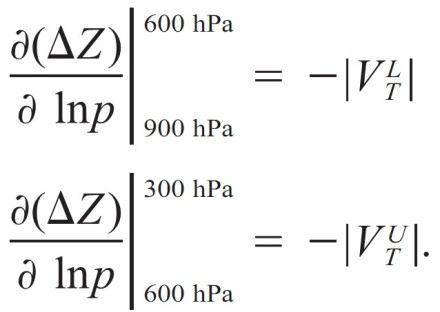 ∂(ΔZ)/∂ lnp |_{900 hPa}^{600 hPa} = −|V_T^L|
∂(ΔZ)/∂ lnp |_{600 hPa}^{300 hPa} = −|V_T^U|.